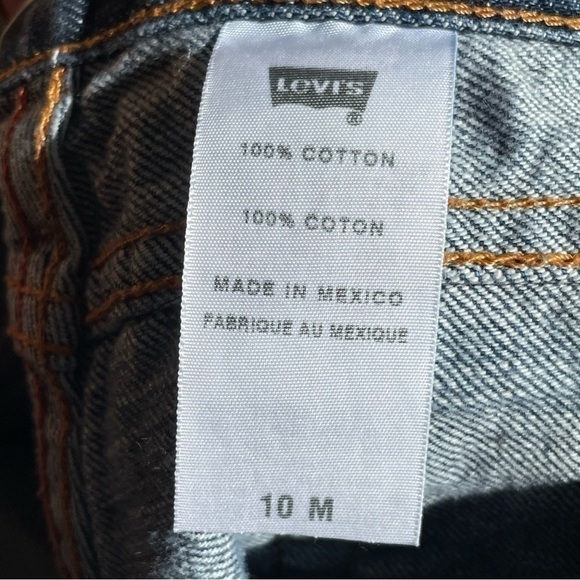 LEVI'S
®
100% COTTON
100% COTON
MADE IN MEXICO
FABRIQUE AU MEXIQUE
10 M